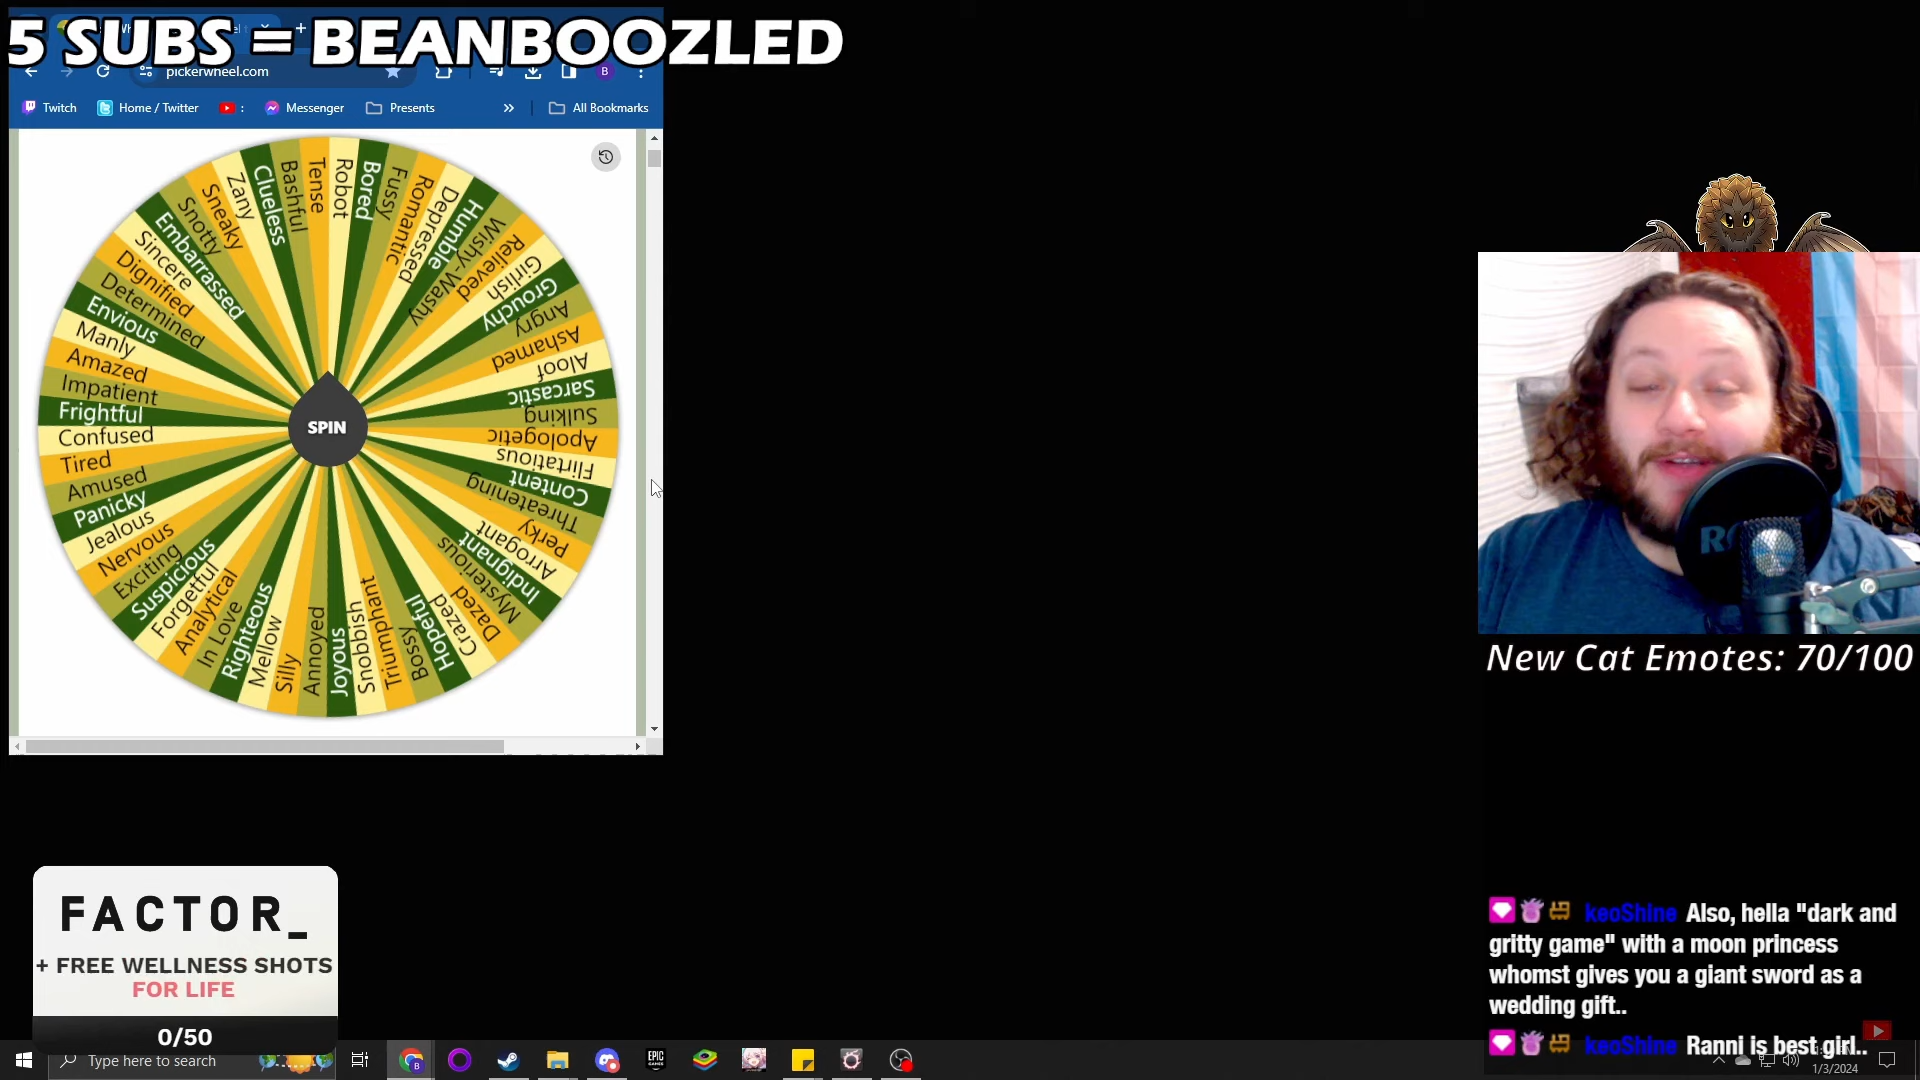 5 SUBS = BEANBOOZLED
pickerwheel.com
B
Twitch
Home / Twitter
:
Messenger
Presents
»
All Bookmarks
Robot
Bored
Fussy
Romantic
Depressed
Humble
Wishy-Washy
Relieved
Girlish
Grouchy
Angry
Ashamed
Aloof
Sarcastic
Sulking
Apologetic
Flirtatious
Content
Threatening
Perky
Arrogant
Indignant
Mysterious
Dazed
Crazed
Hopeful
Bossy
Triumphant
Snobbish
Joyous
Annoyed
Silly
Mellow
Righteous
In Love
Analytical
Forgetful
Suspicious
Exciting
Nervous
Jealous
Panicky
Amused
Tired
Confused
Frightful
Impatient
Amazed
Manly
Envious
Determined
Dignified
Sincere
Embarrassed
Snotty
Sneaky
Zany
Clueless
Bashful
Tense
SPIN
New Cat Emotes: 70/100
FACTOR_
+ FREE WELLNESS SHOTS
FOR LIFE
0/50
keoShine Also, hella "dark and
gritty game" with a moon princess
whomst gives you a giant sword as a
wedding gift..
keoShine Ranni is best girl..
Type here to search
EPIC
GAMES
1/3/2024